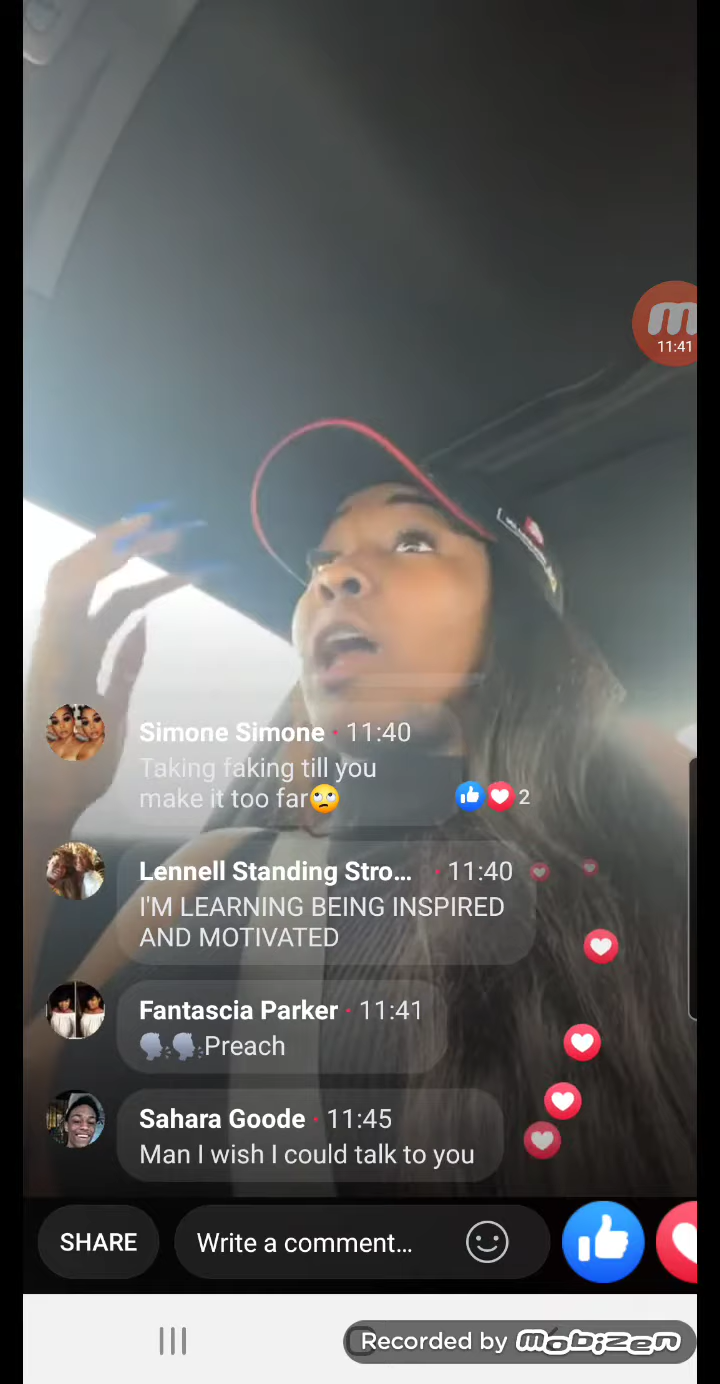 11:41
Simone Simone · 11:40
Taking faking till you
make it too far🙄
2
Lennell Standing Stro... · 11:40
I'M LEARNING BEING INSPIRED
AND MOTIVATED
Fantascia Parker · 11:41
🗣🗣Preach
Sahara Goode · 11:45
Man I wish I could talk to you
SHARE
Write a comment...
Recorded by mobizen